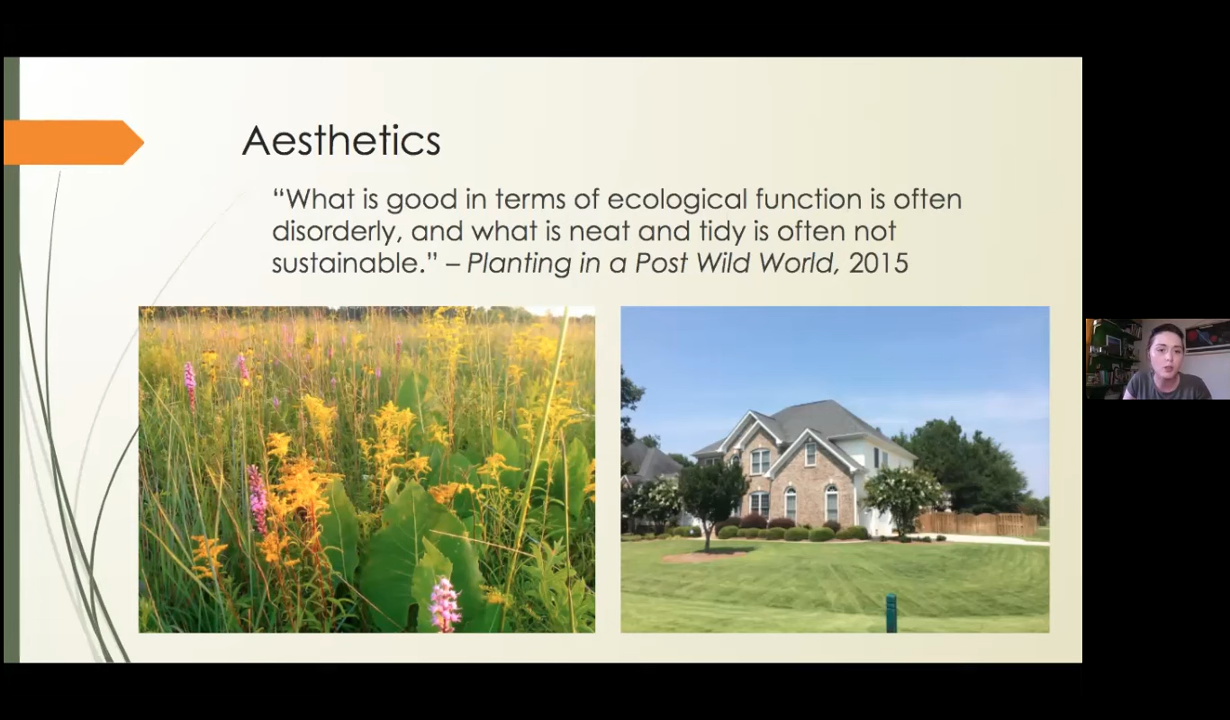 Aesthetics
“What is good in terms of ecological function is often
disorderly, and what is neat and tidy is often not
sustainable.” – Planting in a Post Wild World, 2015